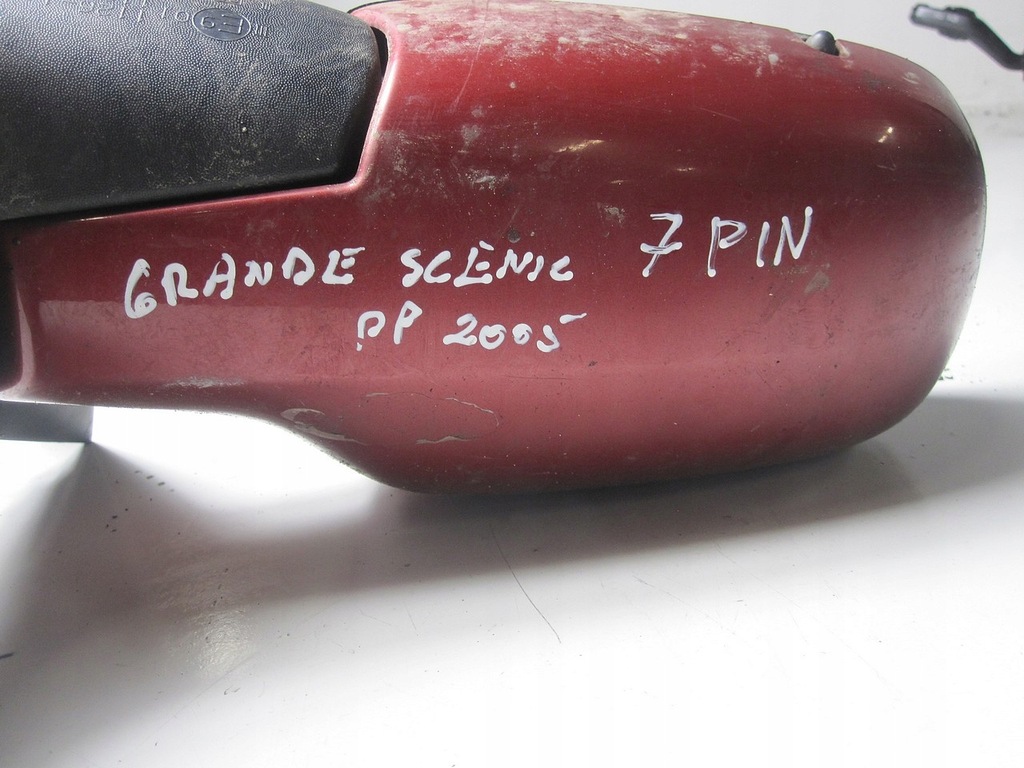 GRANDE SCENIC 7 PIN
PP 2005